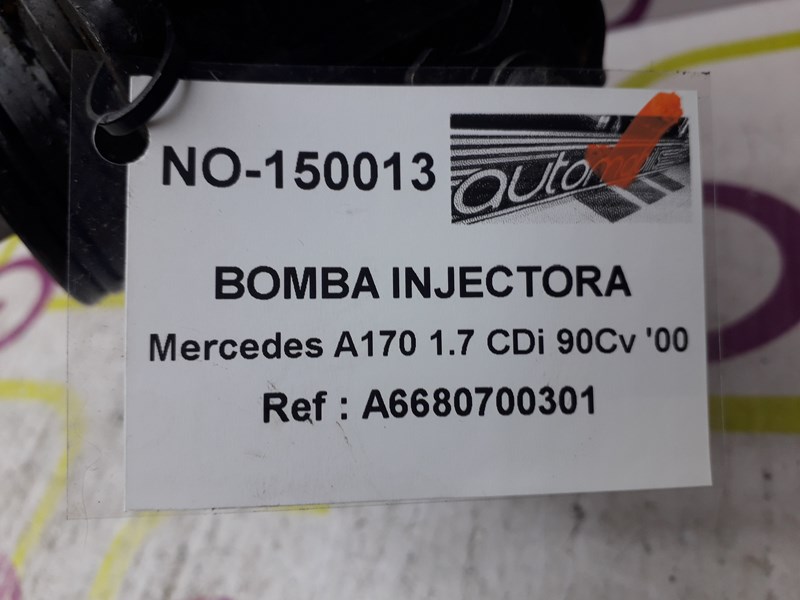 NO-150013
BOMBA INJECTORA
Mercedes A170 1.7 CDi 90Cv '00
Ref : A6680700301